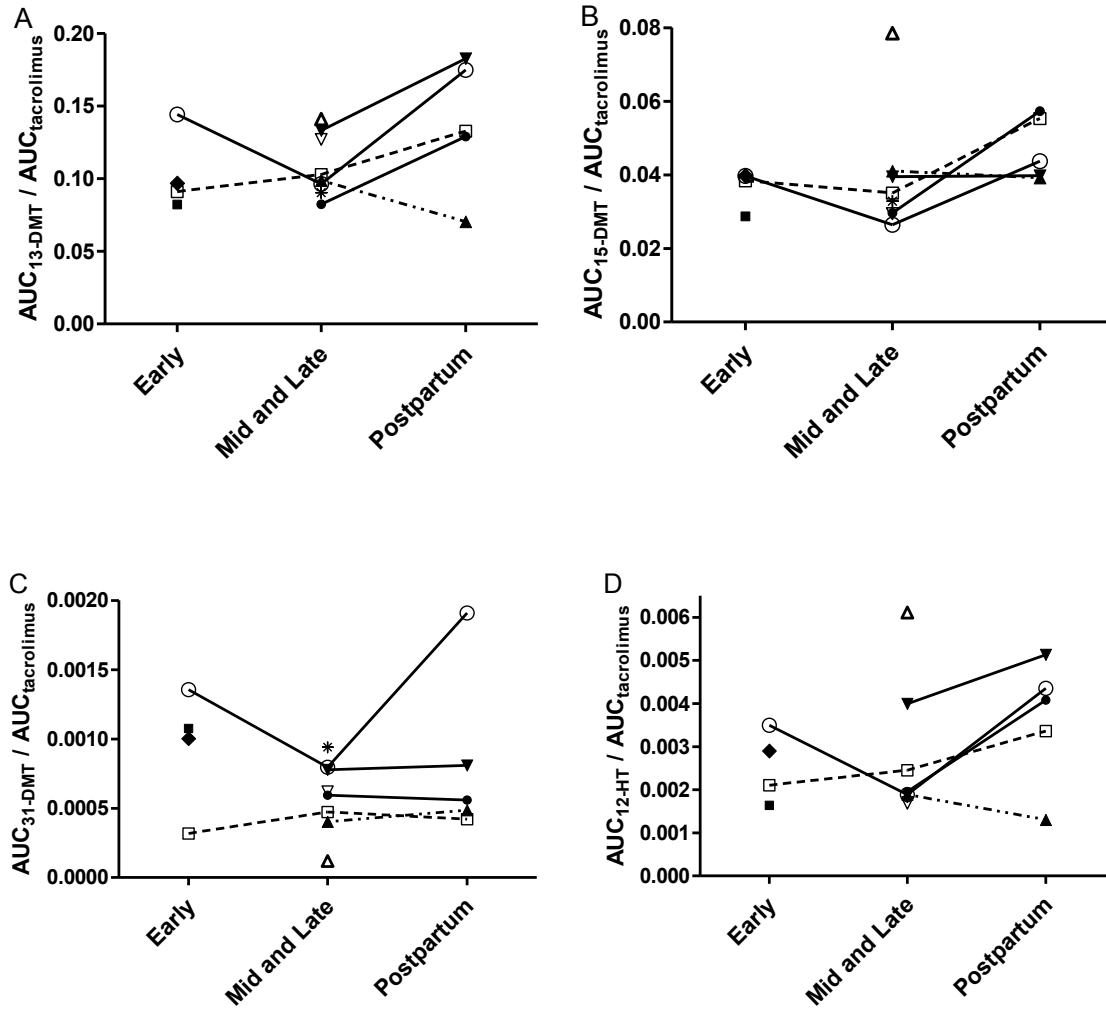 A
AUC13-DMT / AUCtacrolimus
0.20
0.15
0.10
0.05
0.00
Early
Mid and Late
Postpartum
B
AUC15-DMT / AUCtacrolimus
0.08
0.06
0.04
0.02
0.00
Early
Mid and Late
Postpartum
C
AUC31-DMT / AUCtacrolimus
0.0020
0.0015
0.0010
0.0005
0.0000
Early
Mid and Late
Postpartum
D
AUC12-HT / AUCtacrolimus
0.006
0.005
0.004
0.003
0.002
0.001
0.000
Early
Mid and Late
Postpartum